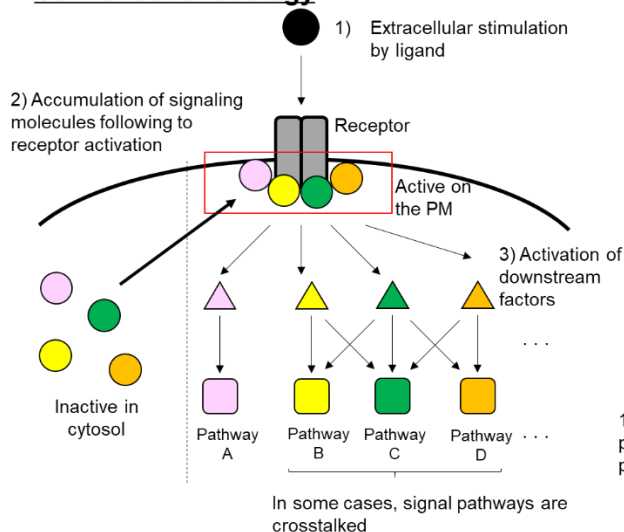 1) Extracellular stimulation
by ligand
2) Accumulation of signaling
molecules following to
receptor activation
Receptor
Active on
the PM
3) Activation of
downstream
factors
. . .
Inactive in
cytosol
Pathway
A
Pathway
B
Pathway
C
Pathway
D
. . .
In some cases, signal pathways are
crosstalked
1
p
p